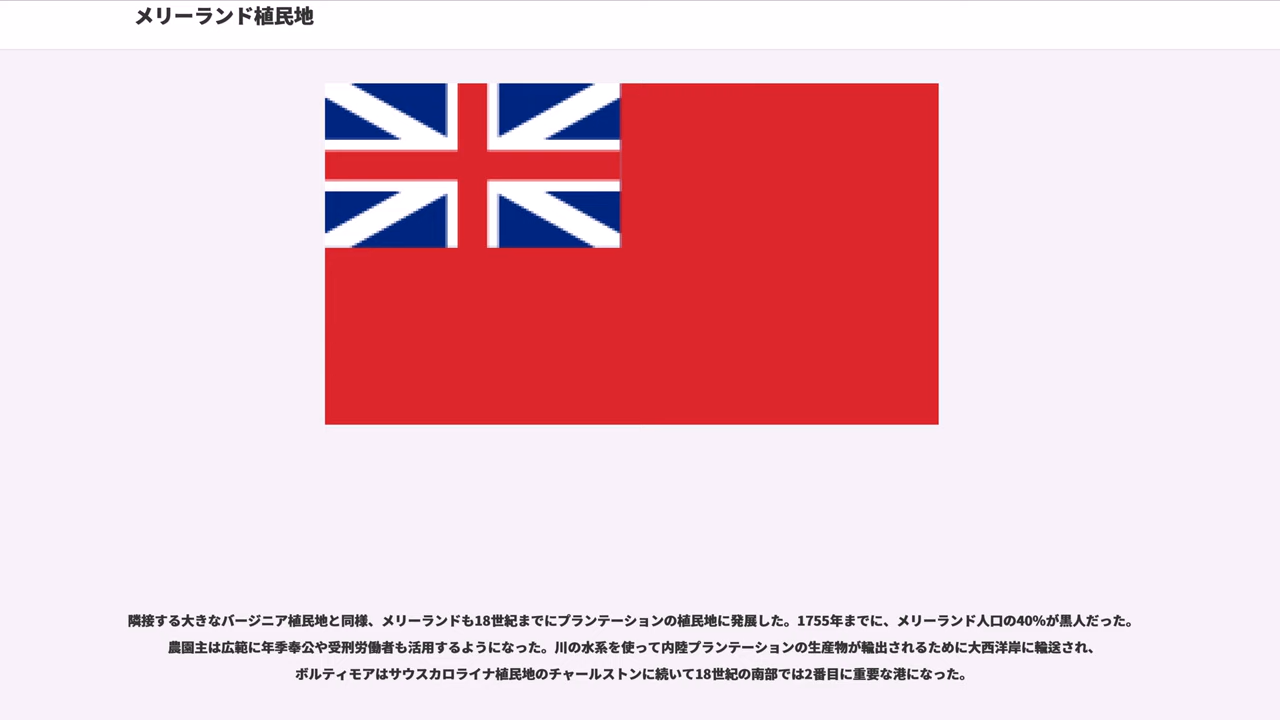 メリーランド植民地
隣接する大きなバージニア植民地と同様、メリーランドも18世紀までにプランテーションの植民地に発展した。1755年までに、メリーランド人口の40%が黒人だった。
農園主は広範に年季奉公や受刑労働者も活用するようになった。川の水系を使って内陸プランテーションの生産物が輸出されるために大西洋岸に輸送され、
ボルティモアはサウスカロライナ植民地のチャールストンに続いて18世紀の南部では2番目に重要な港になった。